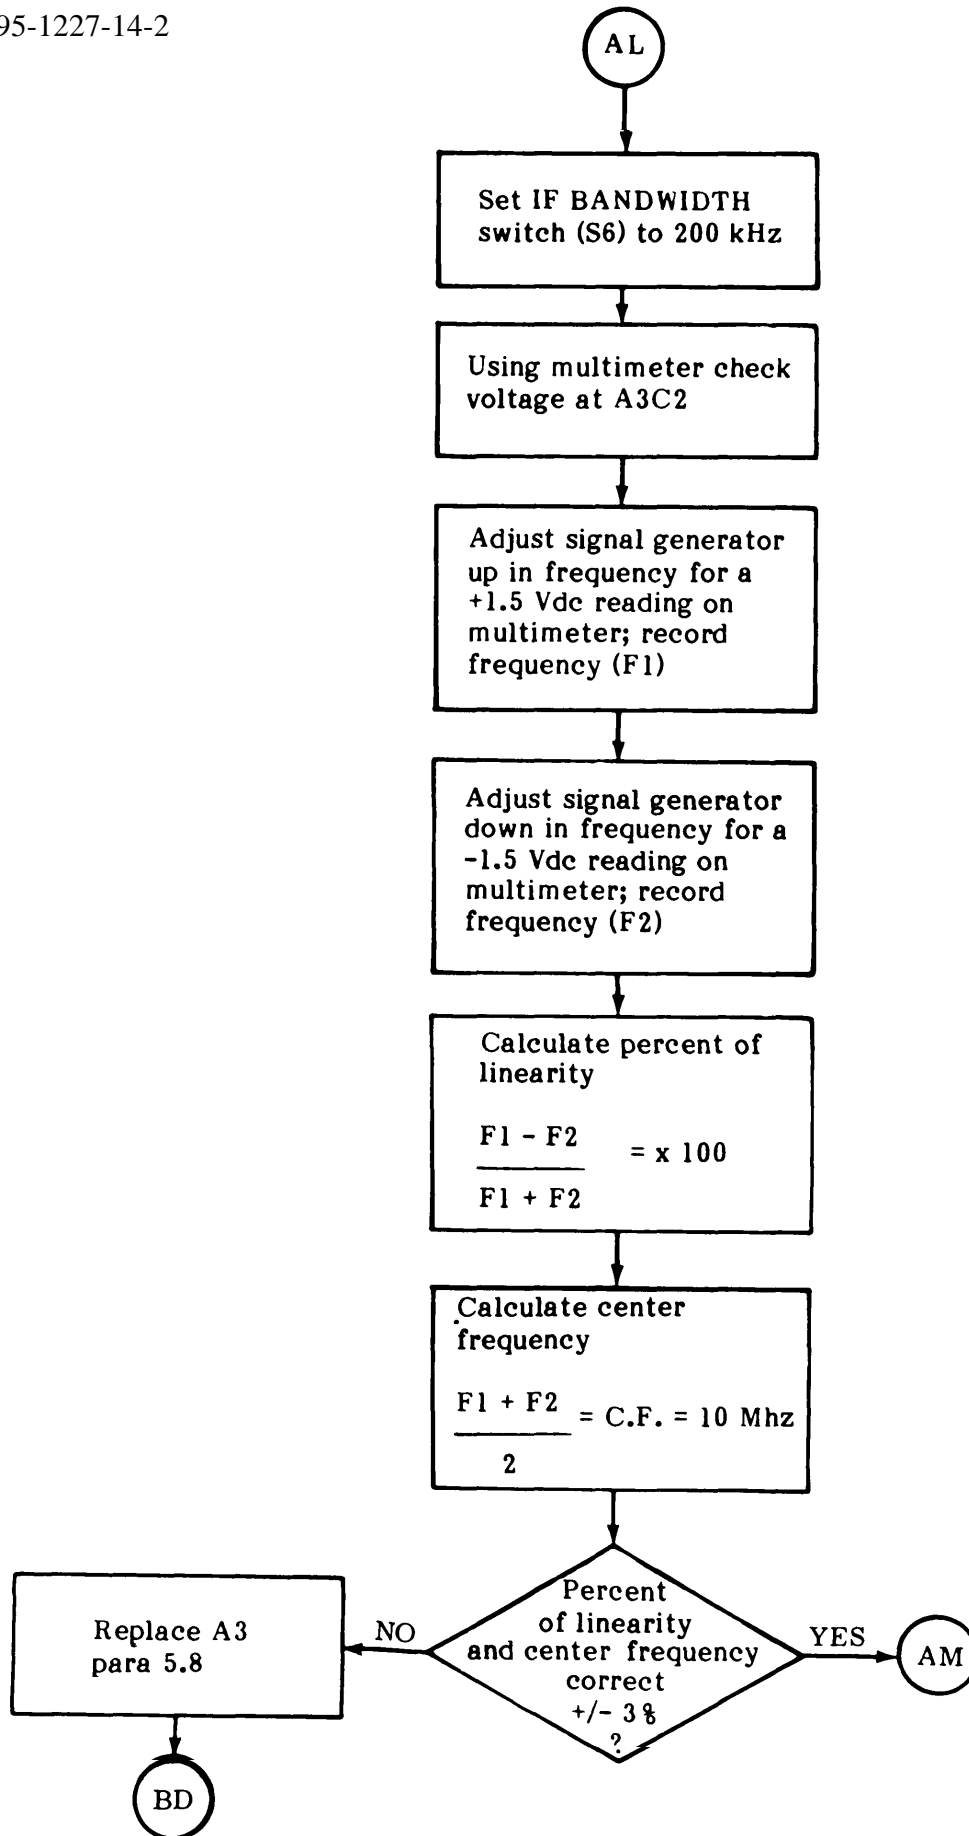 95-1227-14-2
AL
Set IF BANDWIDTH
switch (S6) to 200 kHz
Using multimeter check
voltage at A3C2
Adjust signal generator
up in frequency for a
+1.5 Vdc reading on
multimeter; record
frequency (F1)
Adjust signal generator
down in frequency for a
-1.5 Vdc reading on
multimeter; record
frequency (F2)
Calculate percent of
linearity
F1 - F2
= x 100
F1 + F2
Calculate center
frequency
F1 + F2
= C.F. = 10 Mhz
2
Percent
of linearity
and center frequency
correct
+/- 3%
?
NO
YES
Replace A3
para 5.8
AM
BD